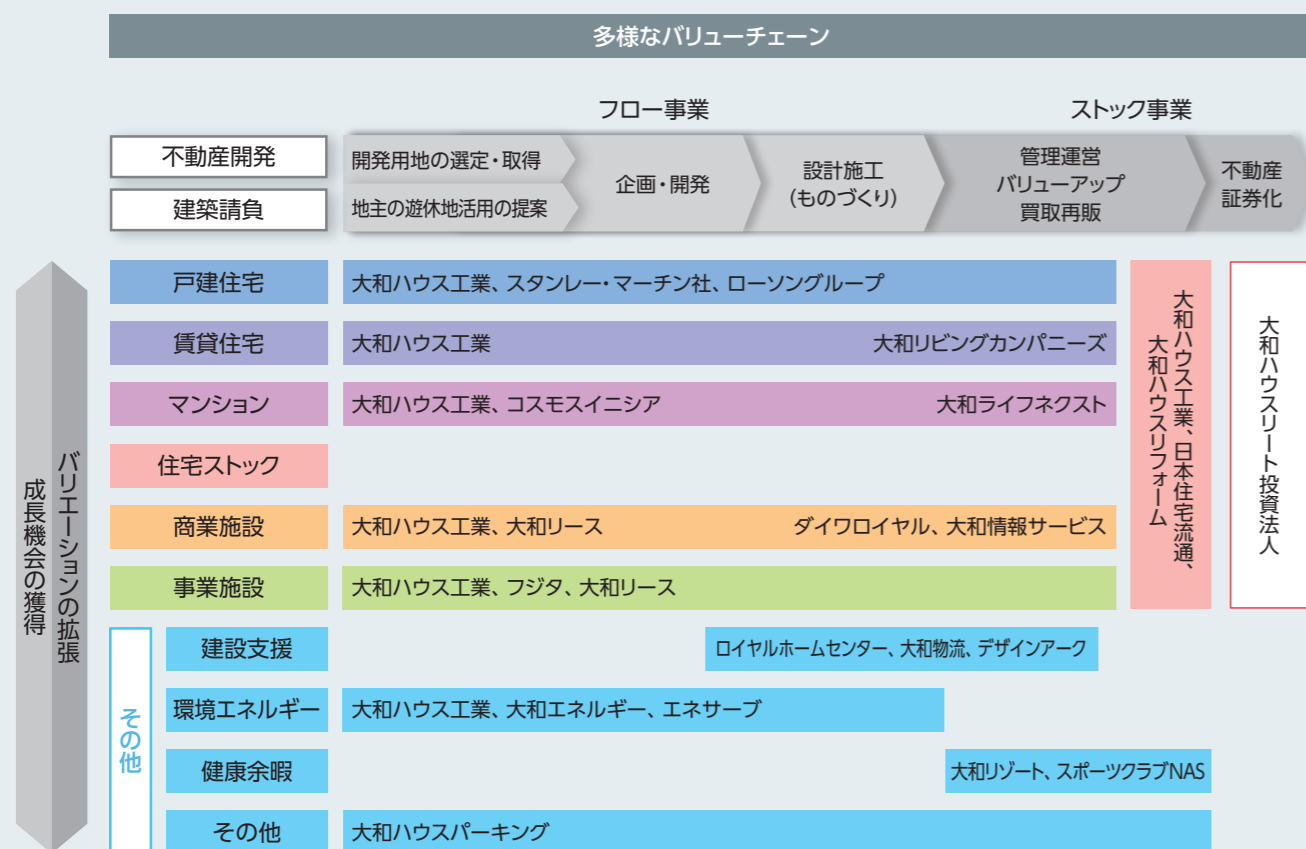 多様なバリューチェーン
フロー事業
ストック事業
不動産開発
建築請負
開発用地の選定・取得
地主の遊休地活用の提案
企画・開発
設計施工
(ものづくり)
管理運営
バリューアップ
買取再販
不動産
証券化
バリエーションの拡張
成長機会の獲得
戸建住宅
大和ハウス工業、スタンレー・マーチン社、ローソングループ
賃貸住宅
大和ハウス工業
大和リビングカンパニーズ
マンション
大和ハウス工業、コスモスイニシア
大和ライフネクスト
住宅ストック
商業施設
大和ハウス工業、大和リース
ダイワロイヤル、大和情報サービス
事業施設
大和ハウス工業、フジタ、大和リース
大和ハウス工業、日本住宅流通、
大和ハウスリフォーム
大和ハウスリート投資法人
その他
建設支援
ロイヤルホームセンター、大和物流、デザインアーク
環境エネルギー
大和ハウス工業、大和エネルギー、エネサーブ
健康余暇
大和リゾート、スポーツクラブNAS
その他
大和ハウスパーキング